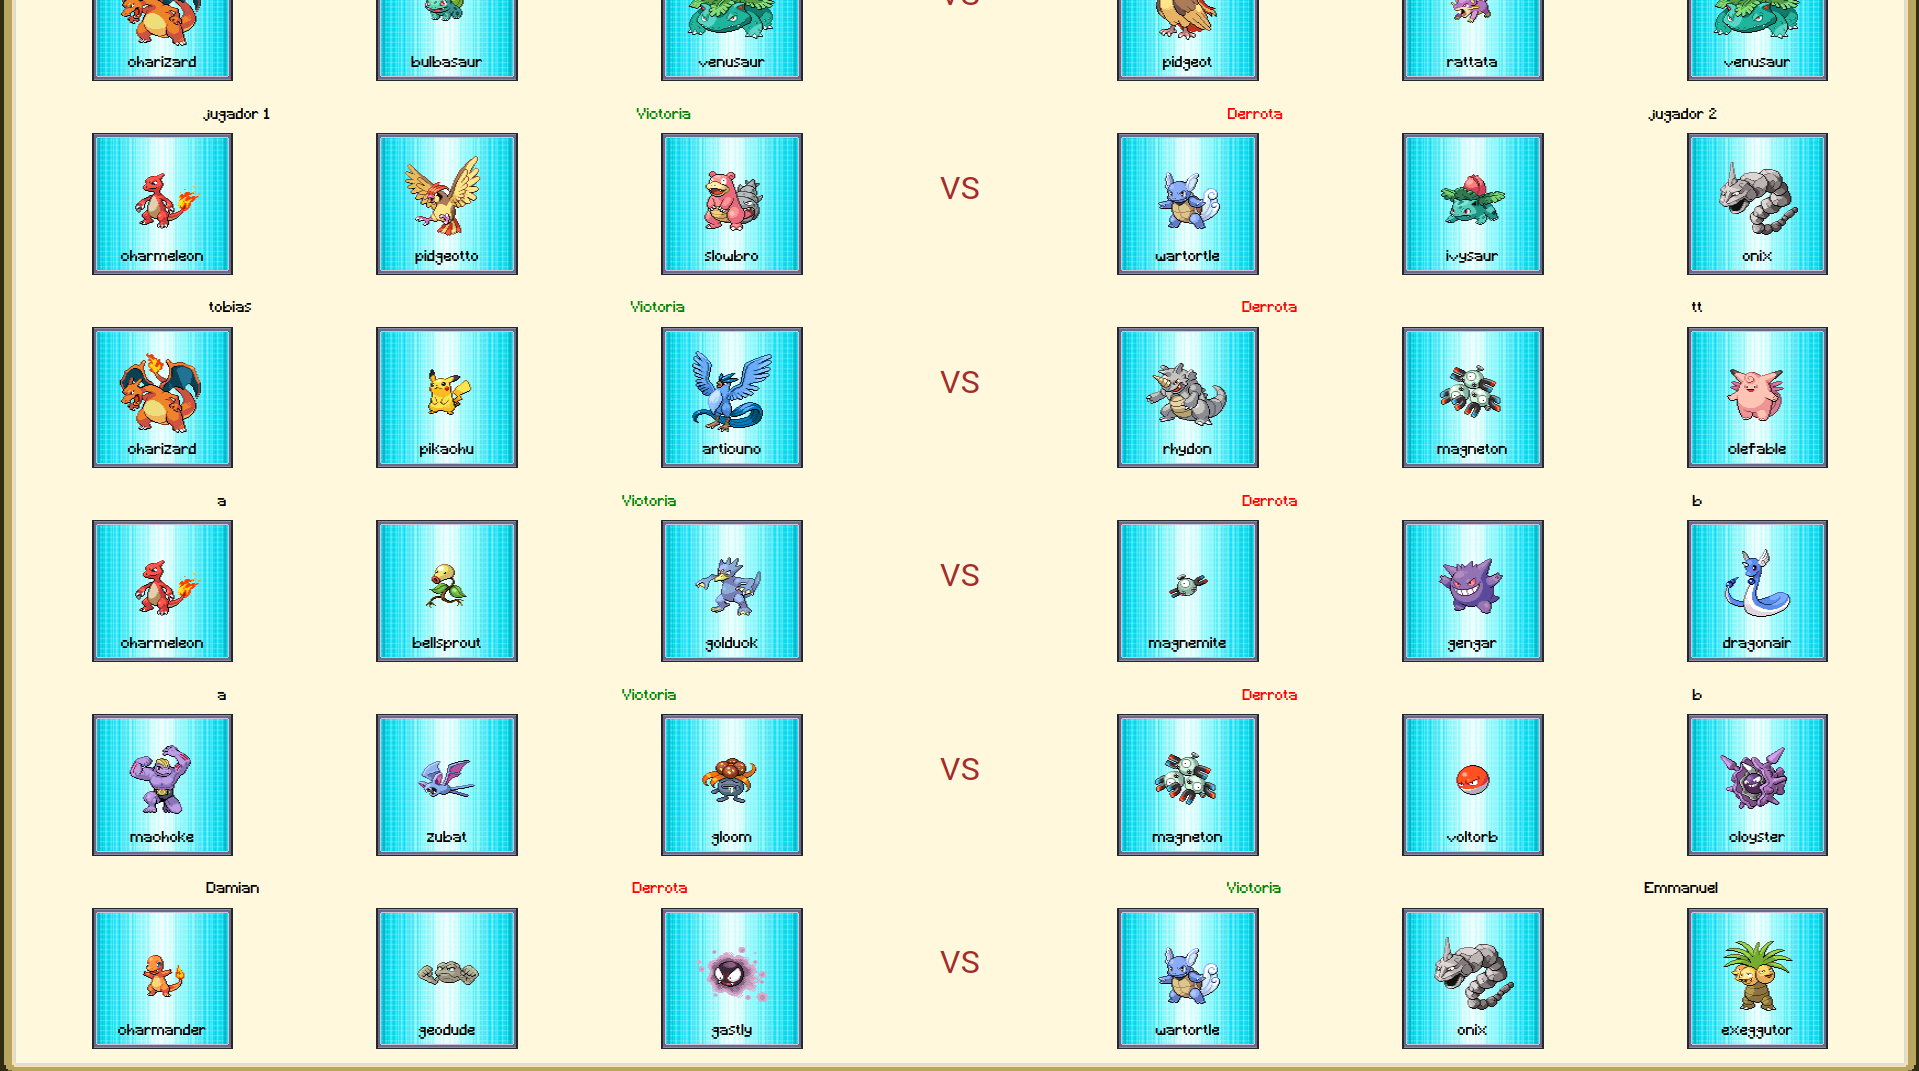 VS
charizard bulbasaur venusaur pidgeot rattata venusaur
jugador 1 Victoria Derrota jugador 2
VS
charmeleon pidgeotto slowbro wartortle ivysaur onix
tobias Victoria Derrota tt
VS
charizard pikachu articuno rhydon magneton clefable
a Victoria Derrota b
VS
charmeleon bellsprout golduck magnemite gengar dragonair
a Victoria Derrota b
VS
machoke zubat gloom magneton voltorb cloyster
Damian Derrota Victoria Emmanuel
VS
charmander geodude gastly wartortle onix exeggutor